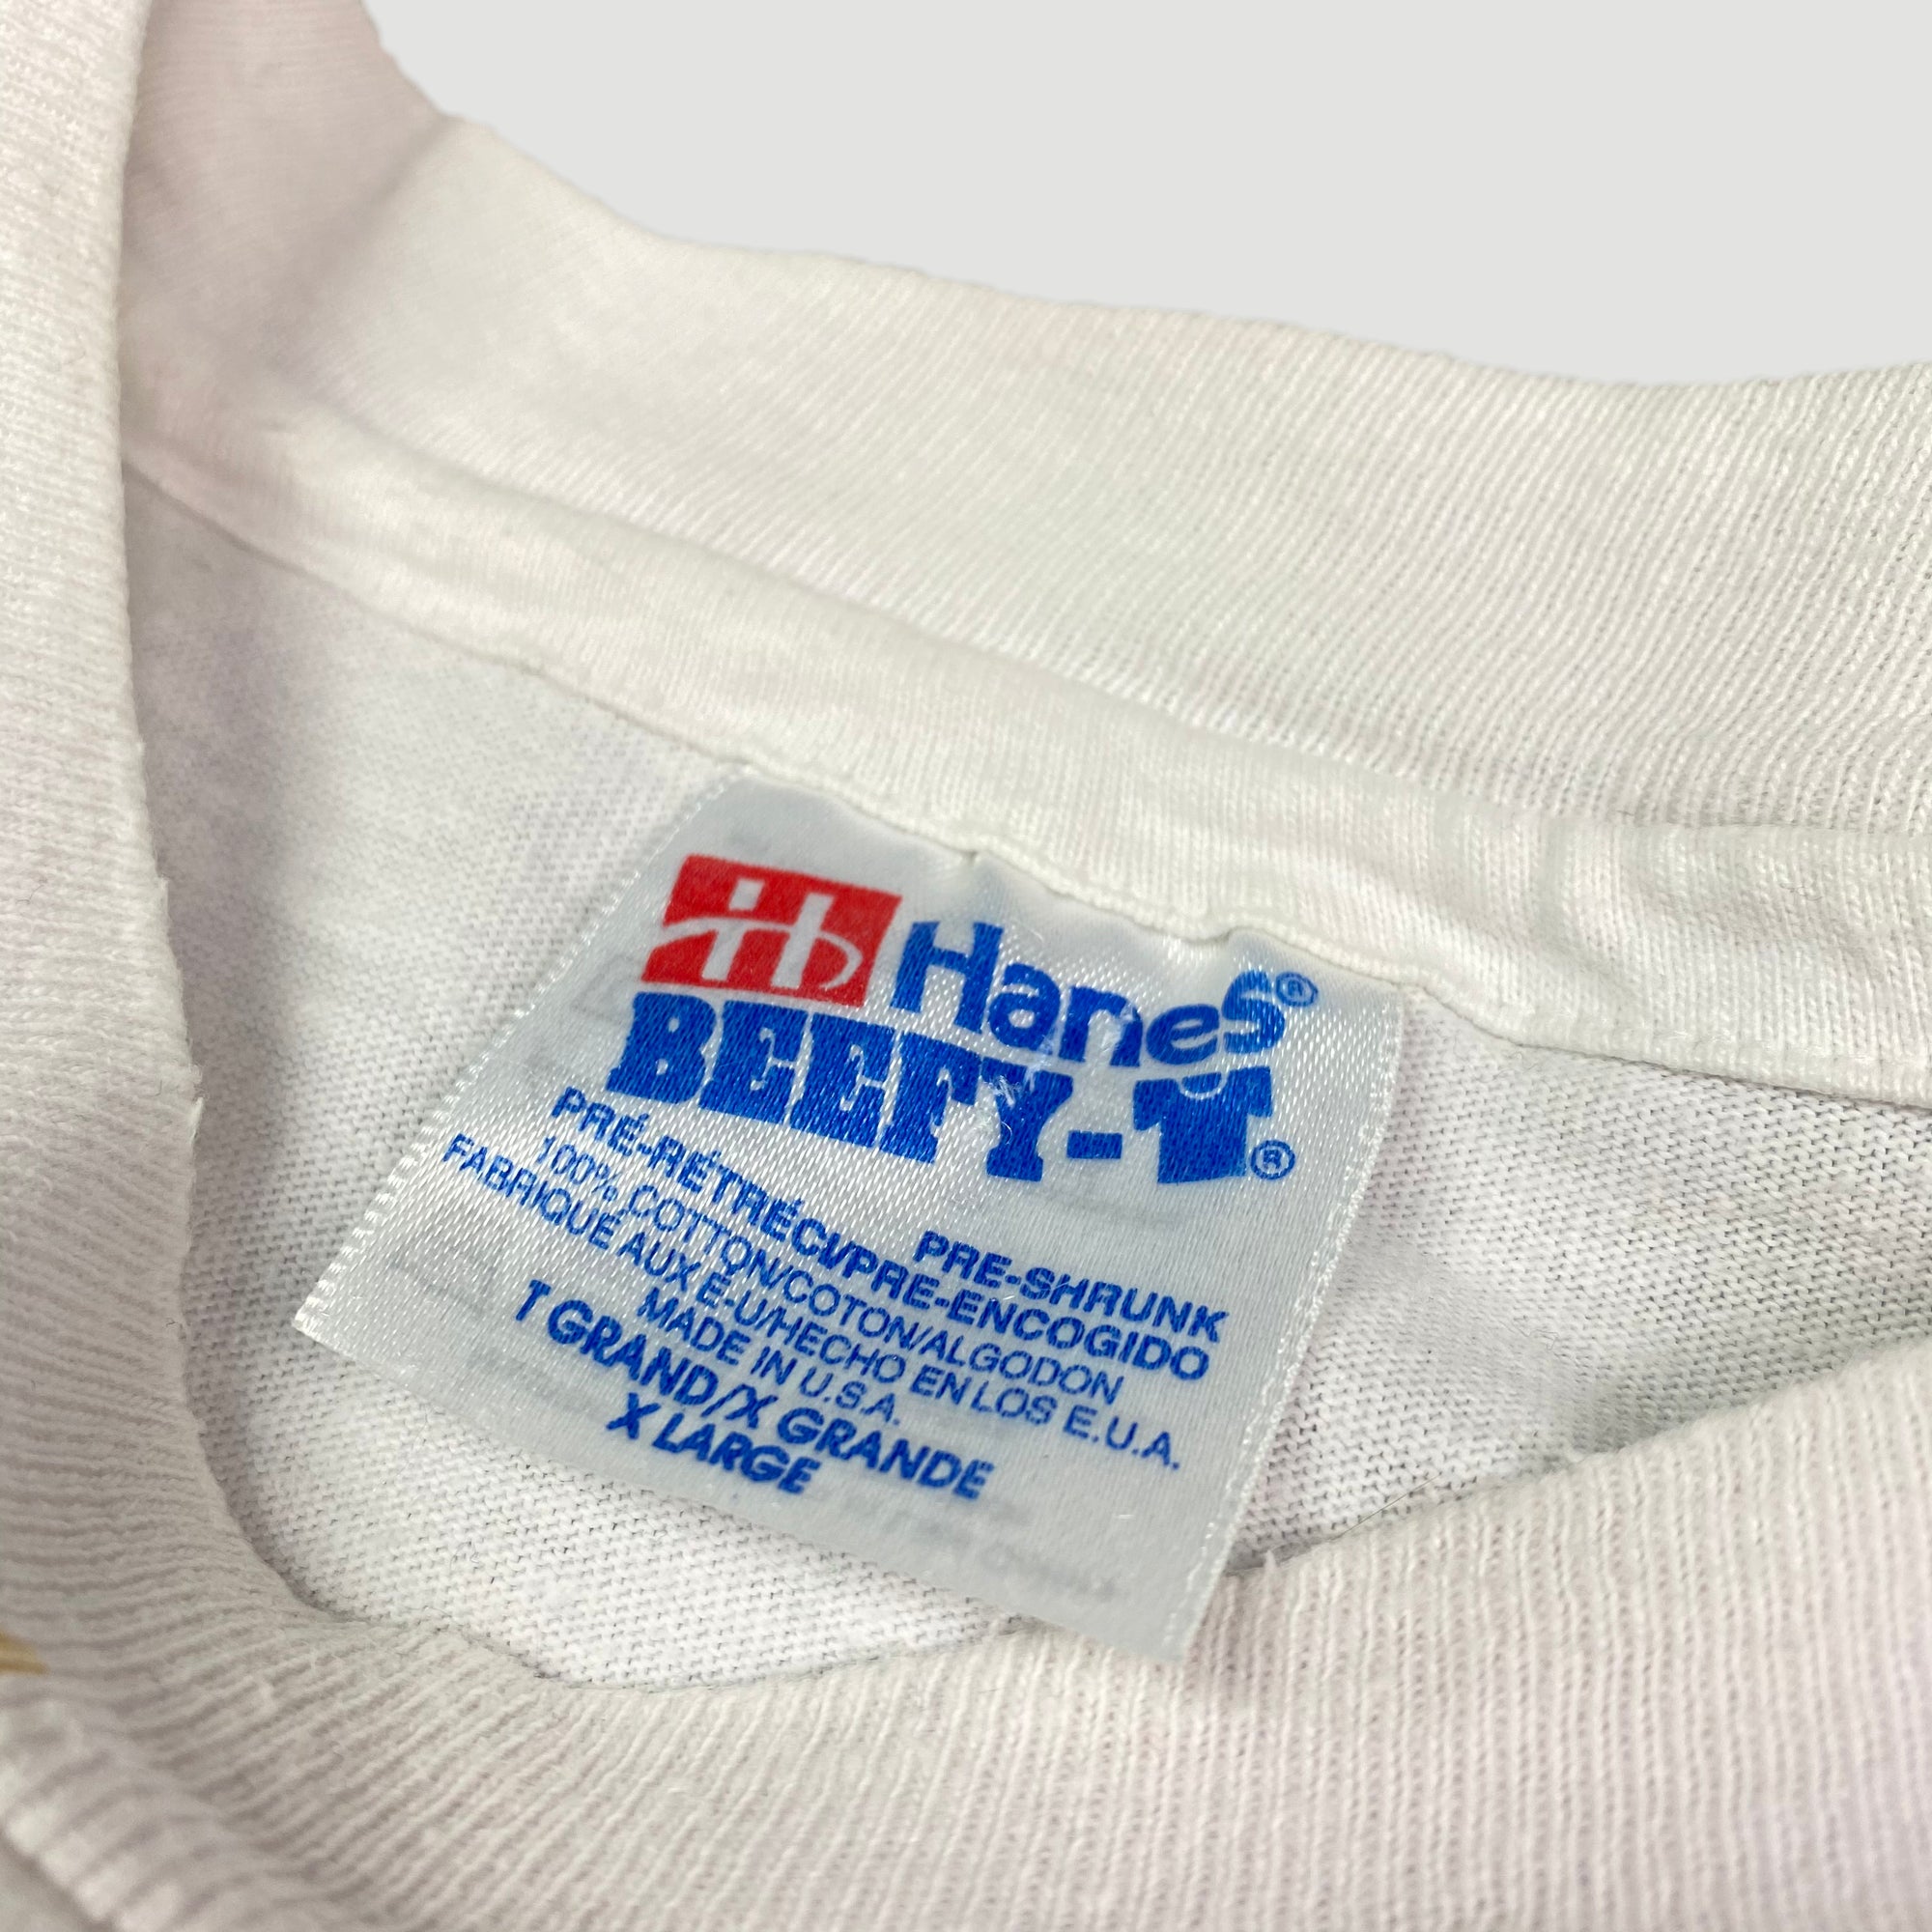 Hanes®
BEEFY-T®
PRE-SHRUNK
PRÉ-RÉTRÉCI/PRE-ENCOGIDO
100% COTTON/COTON/ALGODON
FABRIQUÉ AUX É-U/HECHO EN LOS E.U.A.
MADE IN U.S.A.
T GRAND/X GRANDE
X LARGE